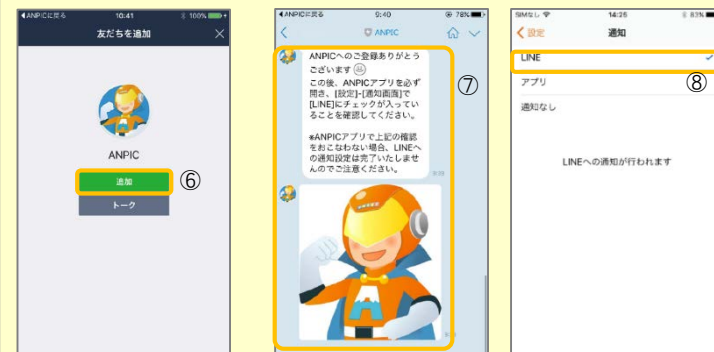 ANPICに戻る 10:41 100%
友だちを追加
ANPIC
追加
⑥
トーク
ANPICに戻る 9:40 78%
ANPIC
ANPICへのご登録ありがとう
ございます
この後、ANPICアプリを必ず
開き、[設定]-[通知画面]で
[LINE]にチェックが入ってい
ることを確認してください。
※ANPICアプリで上記の確認
をおこなわない場合、LINEへ
の通知設定は完了いたしませ
んのでご注意ください。
9:35
A
⑦
SIMなし 14:26 83%
設定 通知
LINE
アプリ
⑧
通知なし
LINEへの通知が行われます